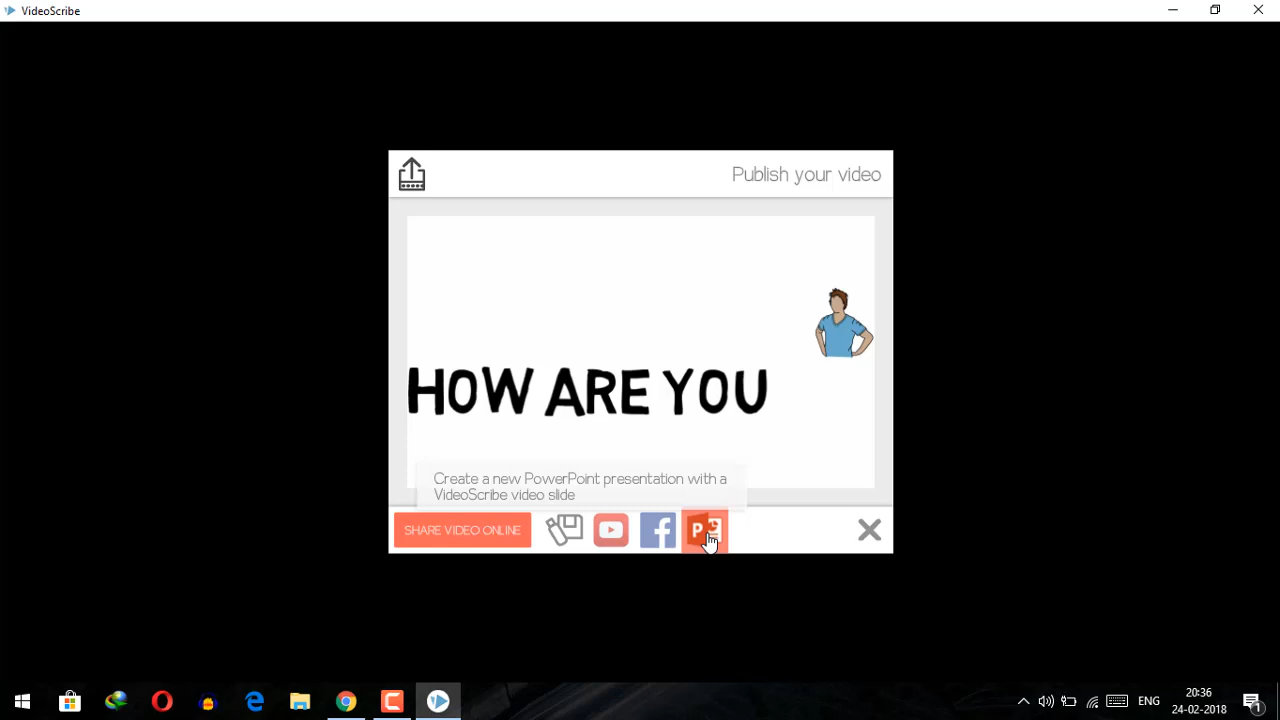 VideoScribe
Publish your video
HOW ARE YOU
Create a new PowerPoint presentation with a
VideoScribe video slide
SHARE VIDEO ONLINE
ENG
20:36
24-02-2018
1